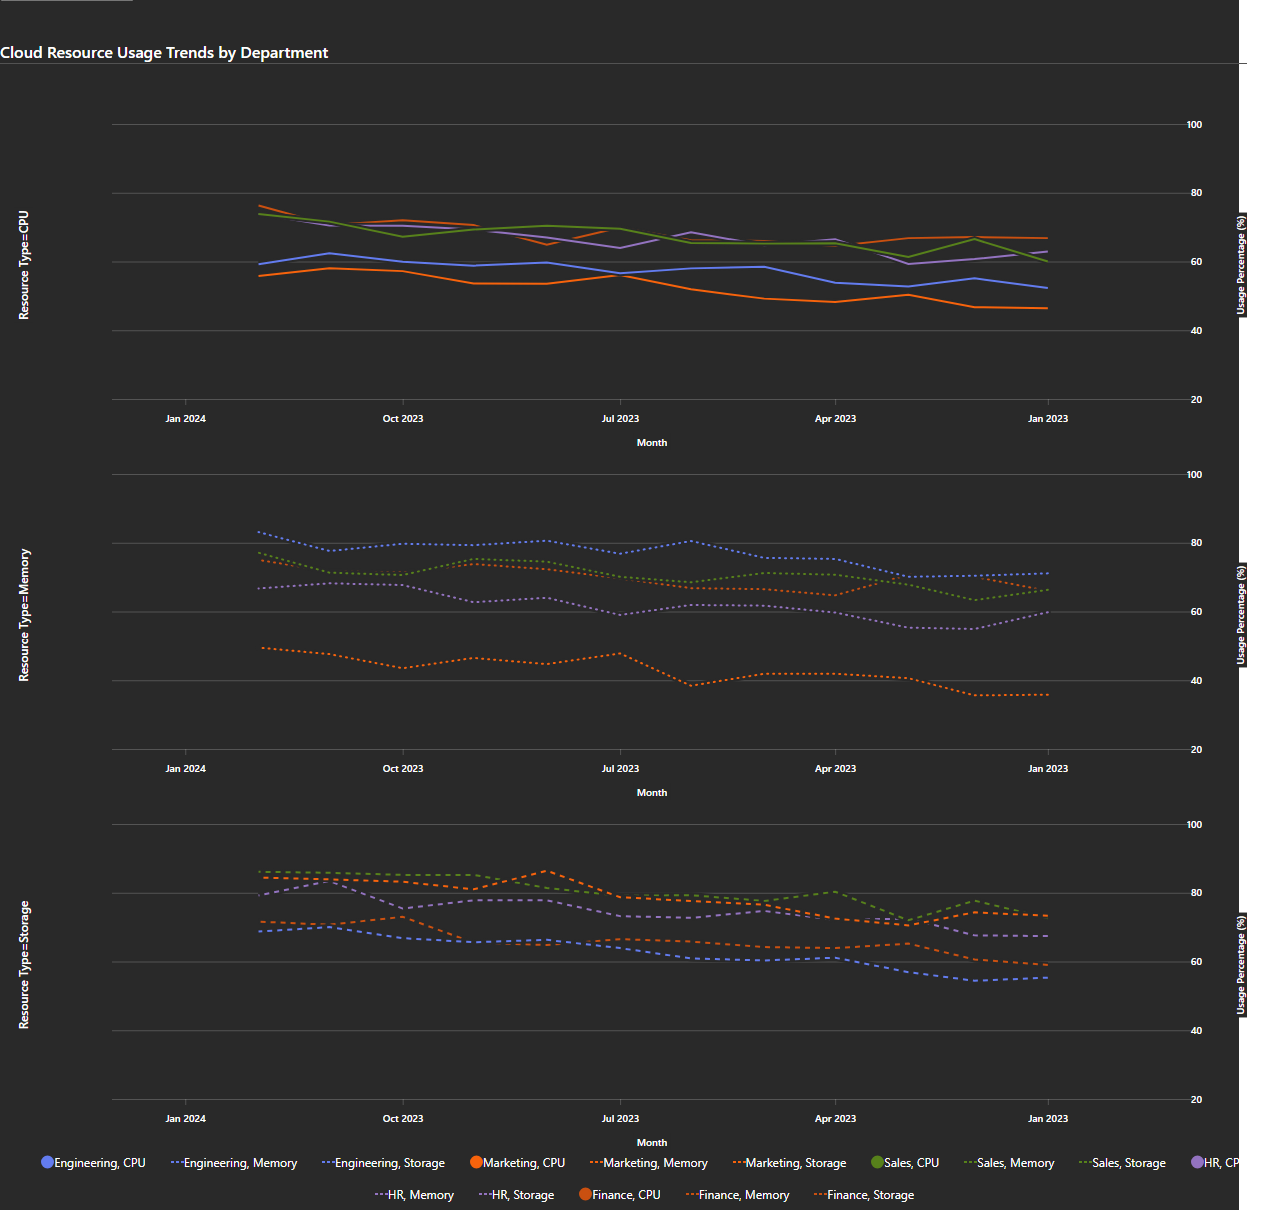 Cloud Resource Usage Trends by Department
Resource Type=CPU
100
80
60
40
20
Usage Percentage (%)
Jan 2024 Oct 2023 Jul 2023 Apr 2023 Jan 2023
Month
Resource Type=Memory
100
80
60
40
20
Usage Percentage (%)
Jan 2024 Oct 2023 Jul 2023 Apr 2023 Jan 2023
Month
Resource Type=Storage
100
80
60
40
20
Usage Percentage (%)
Jan 2024 Oct 2023 Jul 2023 Apr 2023 Jan 2023
Month
Engineering, CPU Engineering, Memory Engineering, Storage Marketing, CPU Marketing, Memory Marketing, Storage Sales, CPU Sales, Memory Sales, Storage HR, CP
HR, Memory HR, Storage Finance, CPU Finance, Memory Finance, Storage